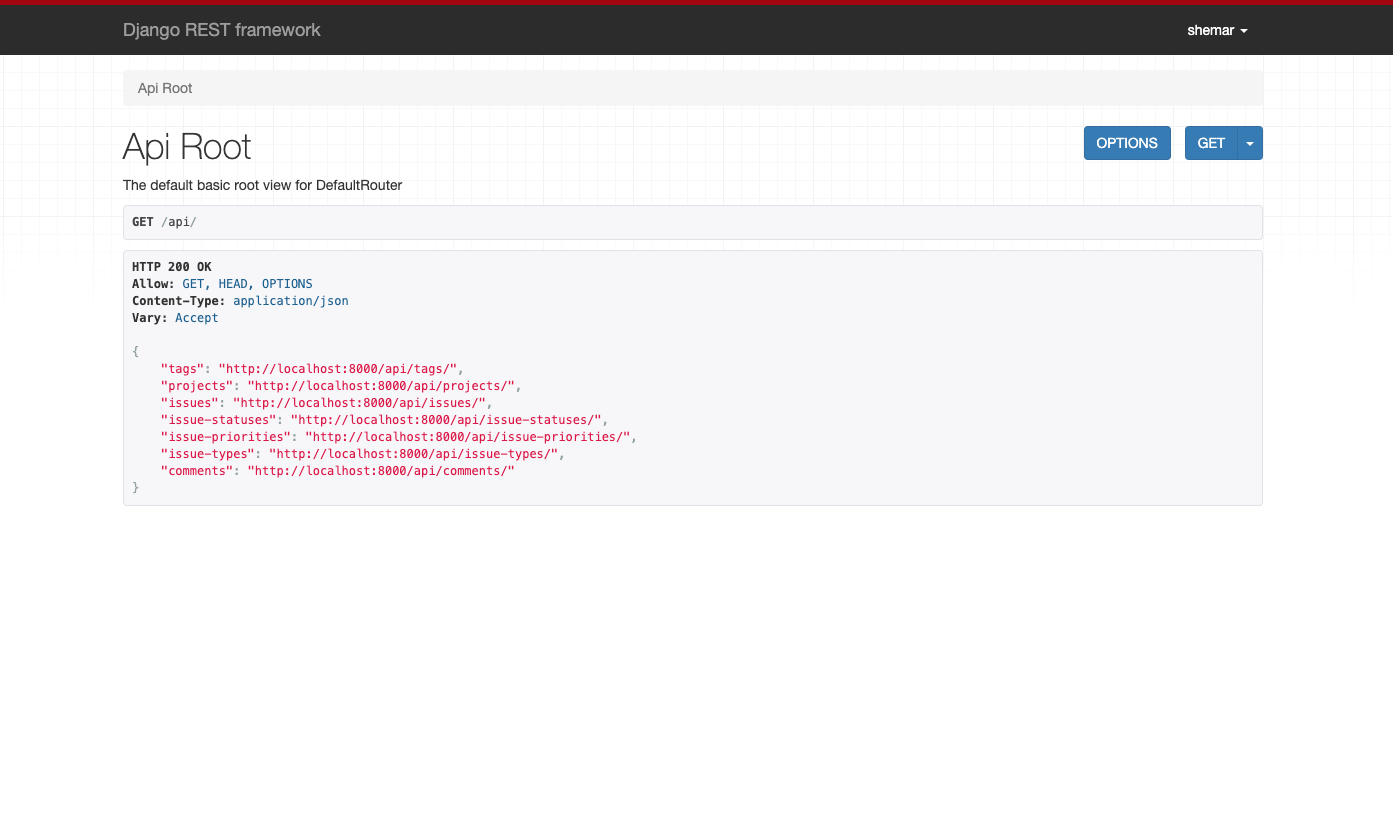 Django REST framework
shemar
Api Root
Api Root
OPTIONS
GET
The default basic root view for DefaultRouter
GET /api/
HTTP 200 OK
Allow: GET, HEAD, OPTIONS
Content-Type: application/json
Vary: Accept
{
    "tags": "http://localhost:8000/api/tags/",
    "projects": "http://localhost:8000/api/projects/",
    "issues": "http://localhost:8000/api/issues/",
    "issue-statuses": "http://localhost:8000/api/issue-statuses/",
    "issue-priorities": "http://localhost:8000/api/issue-priorities/",
    "issue-types": "http://localhost:8000/api/issue-types/",
    "comments": "http://localhost:8000/api/comments/"
}